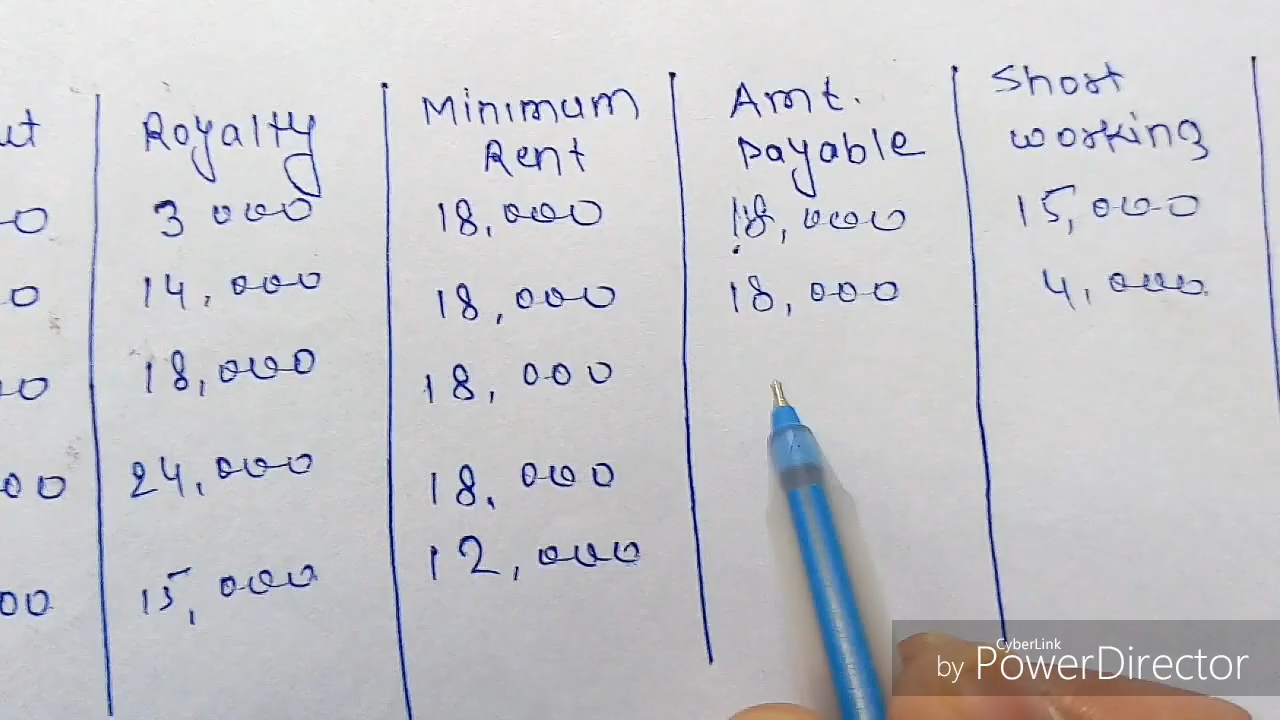 ut Royalty Minimum Rent Amt. Payable Short working
0 3000 18,000 18,000 15,000
0 14,000 18,000 18,000 4,000
0 18,000 18,000
00 24,000 18,000
00 15,000 12,000
by CyberLink PowerDirector